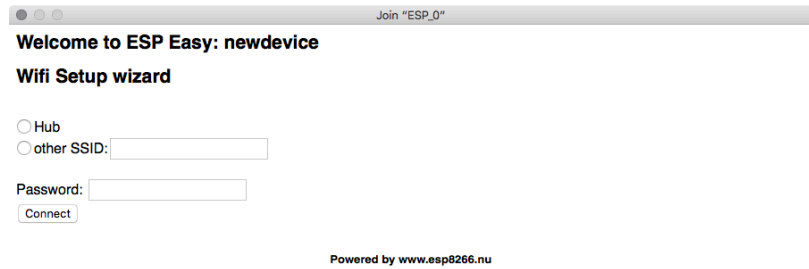 Join "ESP_0"
Welcome to ESP Easy: newdevice
Wifi Setup wizard
Hub
other SSID:
Password:
Connect
Powered by www.esp8266.nu